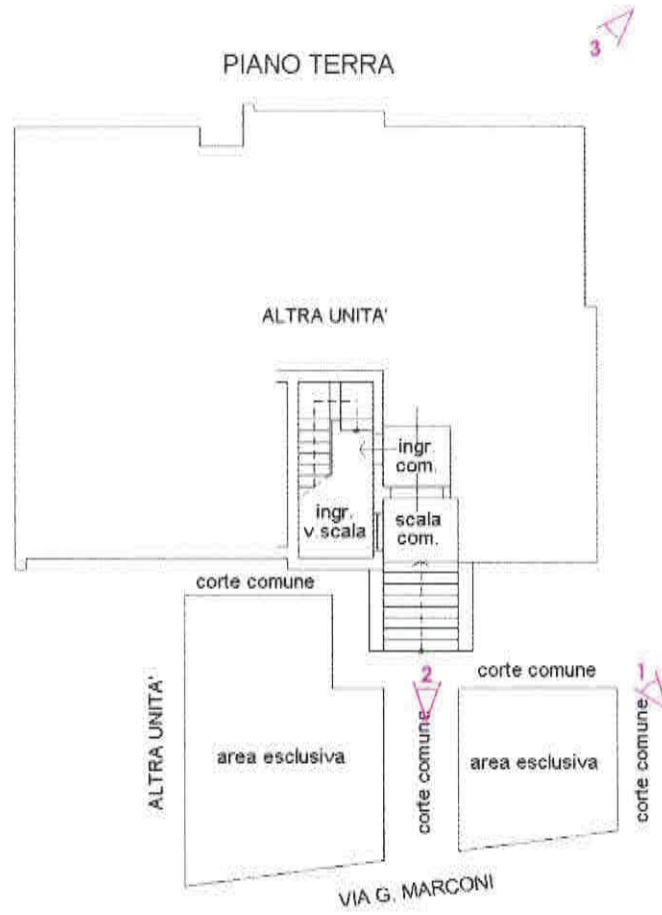 3
PIANO TERRA
ALTRA UNITA'
ingr.
com.
ingr.
v.scala
scala
com.
corte comune
2
corte comune
1
ALTRA UNITA'
area esclusiva
corte comune
area esclusiva
corte comune
VIA G. MARCONI